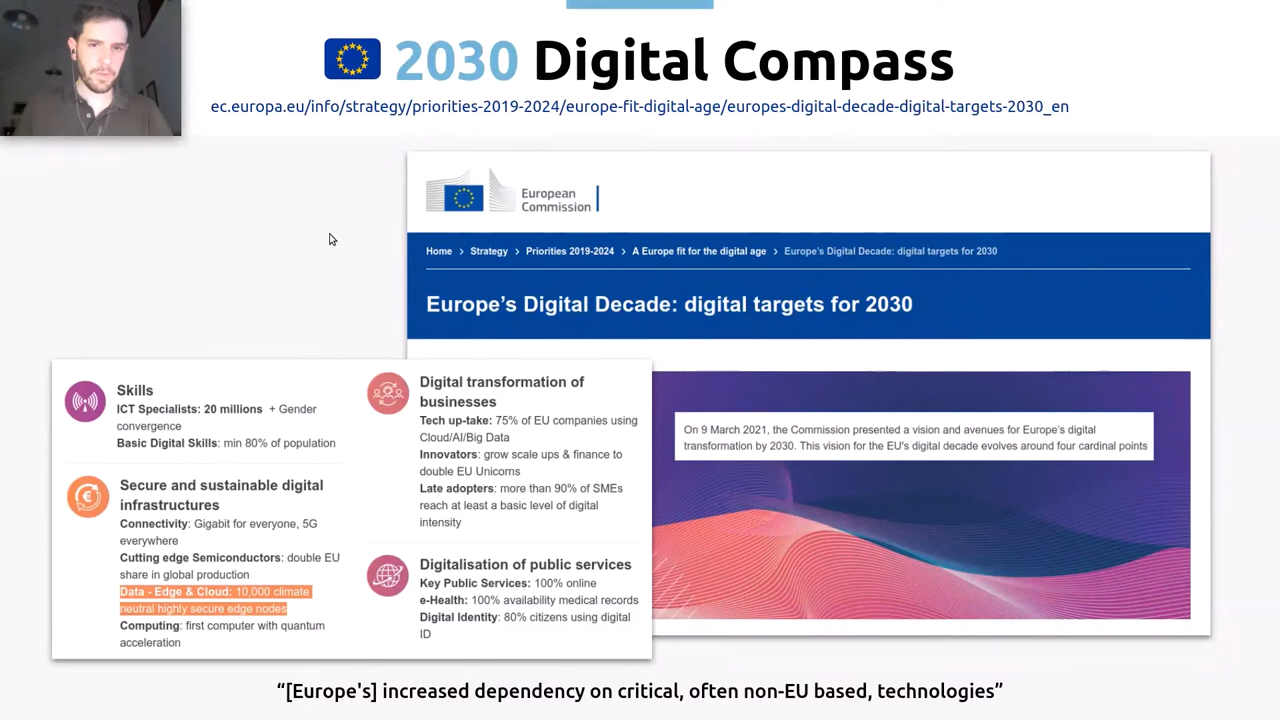 2030 Digital Compass
ec.europa.eu/info/strategy/priorities-2019-2024/europe-fit-digital-age/europes-digital-decade-digital-targets-2030_en
European
Commission
Home > Strategy > Priorities 2019-2024 > A Europe fit for the digital age > Europe's Digital Decade: digital targets for 2030
Europe's Digital Decade: digital targets for 2030
On 9 March 2021, the Commission presented a vision and avenues for Europe's digital
transformation by 2030. This vision for the EU's digital decade evolves around four cardinal points
Skills
ICT Specialists: 20 millions + Gender
convergence
Basic Digital Skills: min 80% of population
Secure and sustainable digital
infrastructures
Connectivity: Gigabit for everyone, 5G
everywhere
Cutting edge Semiconductors: double EU
share in global production
Data - Edge & Cloud: 10,000 climate
neutral highly secure edge nodes
Computing: first computer with quantum
acceleration
Digital transformation of
businesses
Tech up-take: 75% of EU companies using
Cloud/AI/Big Data
Innovators: grow scale ups & finance to
double EU Unicorns
Late adopters: more than 90% of SMEs
reach at least a basic level of digital
intensity
Digitalisation of public services
Key Public Services: 100% online
e-Health: 100% availability medical records
Digital Identity: 80% citizens using digital
ID
“[Europe's] increased dependency on critical, often non-EU based, technologies”